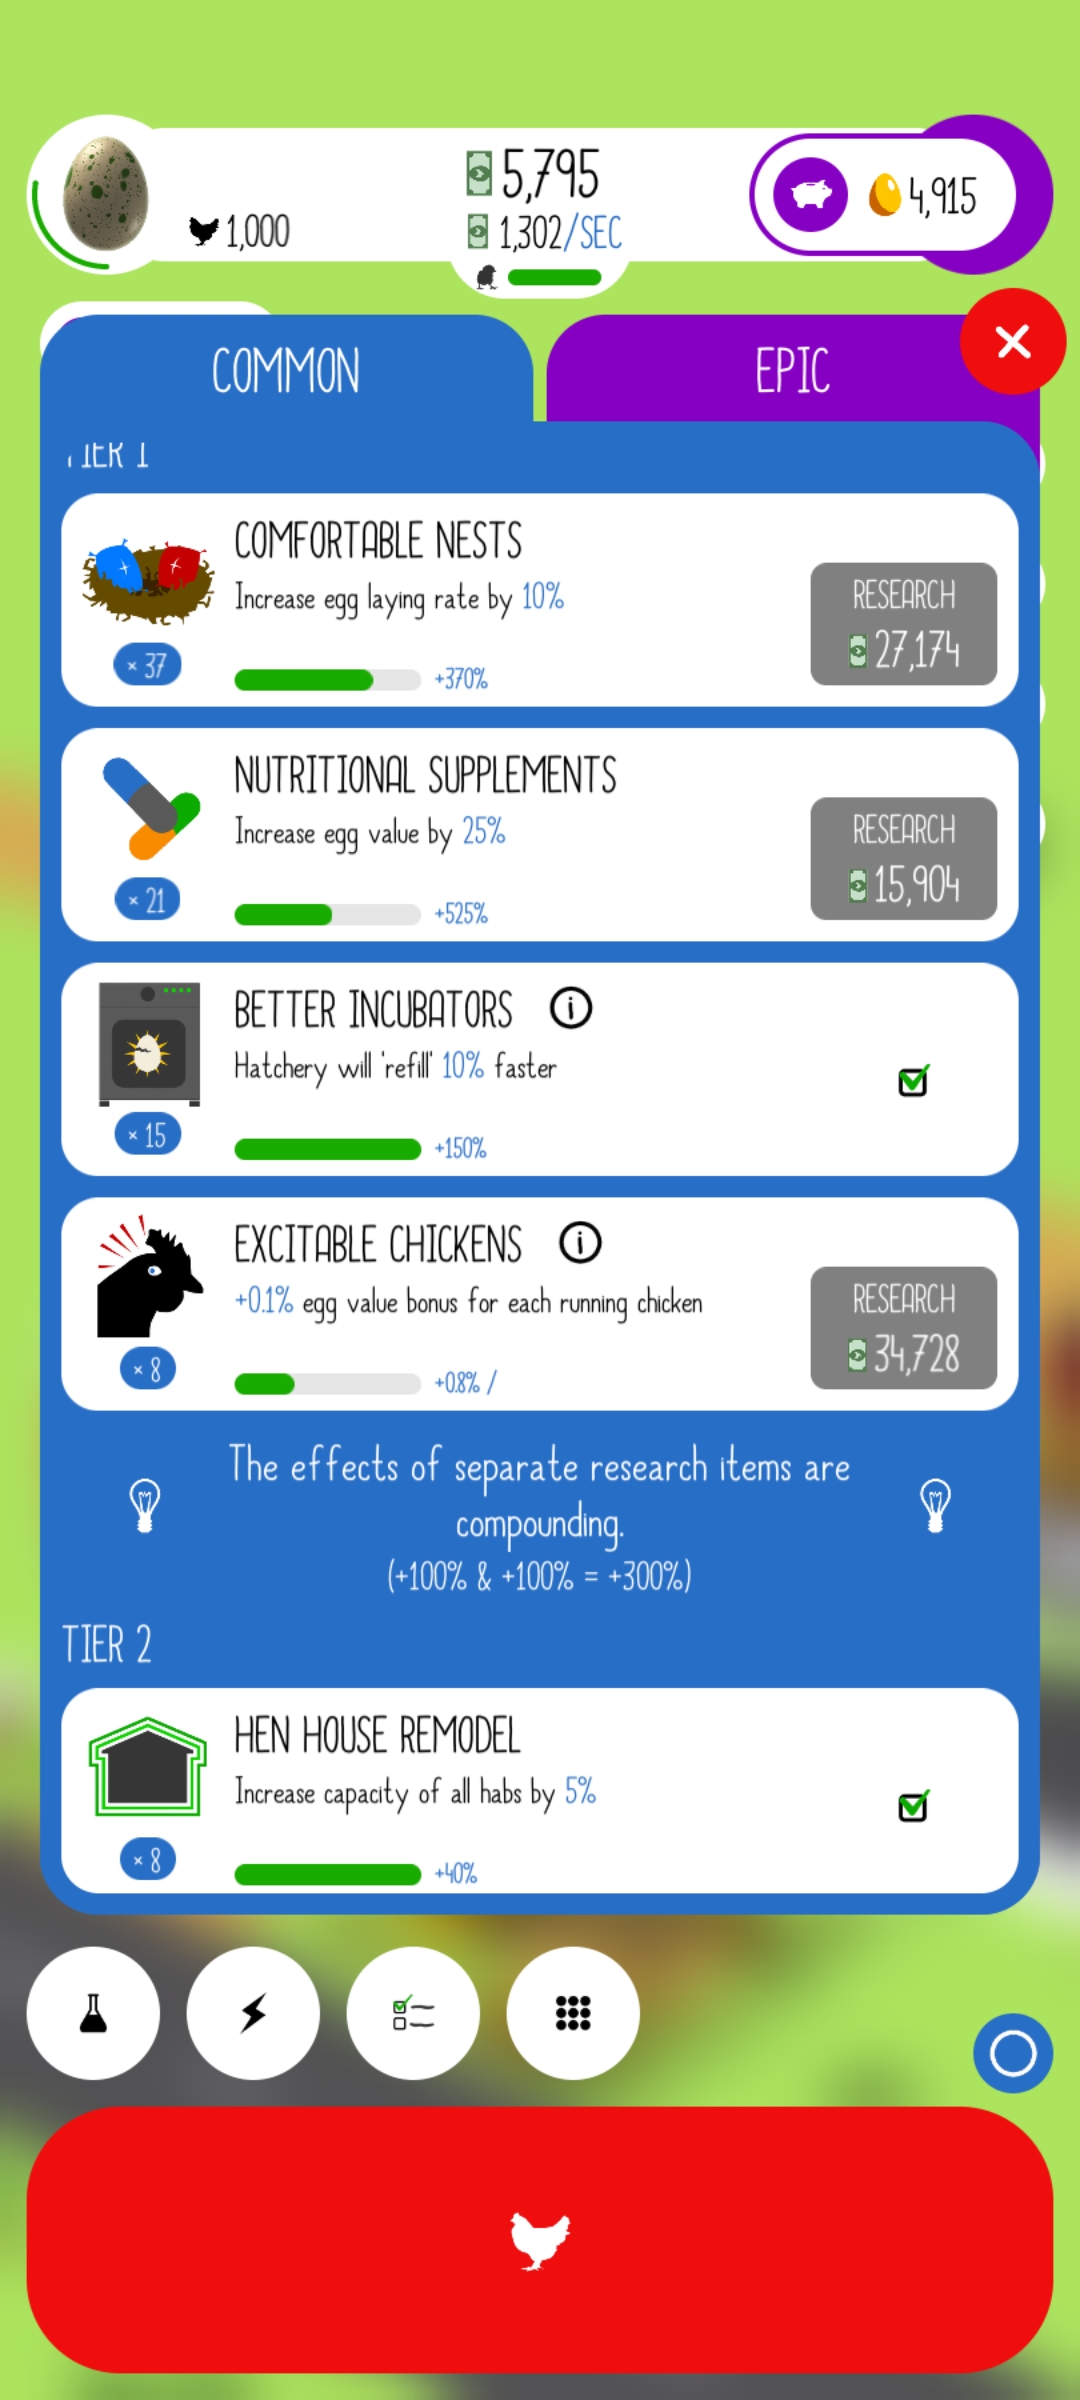 5,795
1,000
1,302/SEC
4,915
COMMON
EPIC
TIER 1
COMFORTABLE NESTS
Increase egg laying rate by 10%
RESEARCH
27,174
× 37
+370%
NUTRITIONAL SUPPLEMENTS
Increase egg value by 25%
RESEARCH
15,904
× 21
+525%
BETTER INCUBATORS
Hatchery will 'refill' 10% faster
× 15
+150%
EXCITABLE CHICKENS
+0.1% egg value bonus for each running chicken
RESEARCH
34,728
× 8
+0.8% /
The effects of separate research items are
compounding.
(+100% & +100% = +300%)
TIER 2
HEN HOUSE REMODEL
Increase capacity of all habs by 5%
× 8
+40%